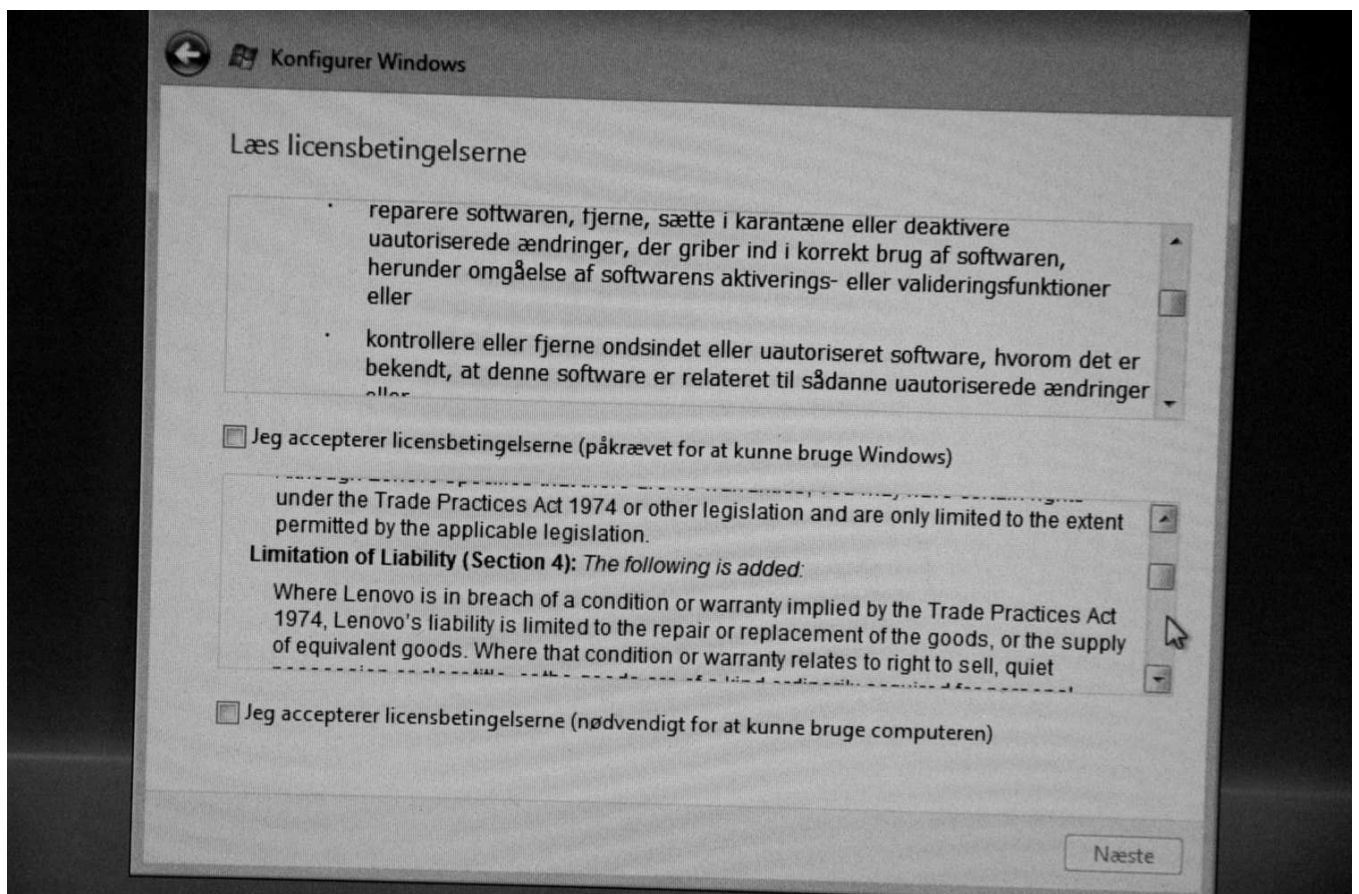 Konfigurer Windows
Læs licensbetingelserne
· reparere softwaren, fjerne, sætte i karantæne eller deaktivere
uautoriserede ændringer, der griber ind i korrekt brug af softwaren,
herunder omgåelse af softwarens aktiverings- eller valideringsfunktioner
eller
· kontrollere eller fjerne ondsindet eller uautoriseret software, hvorom det er
bekendt, at denne software er relateret til sådanne uautoriserede ændringer
eller
Jeg accepterer licensbetingelserne (påkrævet for at kunne bruge Windows)
under the Trade Practices Act 1974 or other legislation and are only limited to the extent
permitted by the applicable legislation.
Limitation of Liability (Section 4): The following is added:
Where Lenovo is in breach of a condition or warranty implied by the Trade Practices Act
1974, Lenovo's liability is limited to the repair or replacement of the goods, or the supply
of equivalent goods. Where that condition or warranty relates to right to sell, quiet
Jeg accepterer licensbetingelserne (nødvendigt for at kunne bruge computeren)
Næste